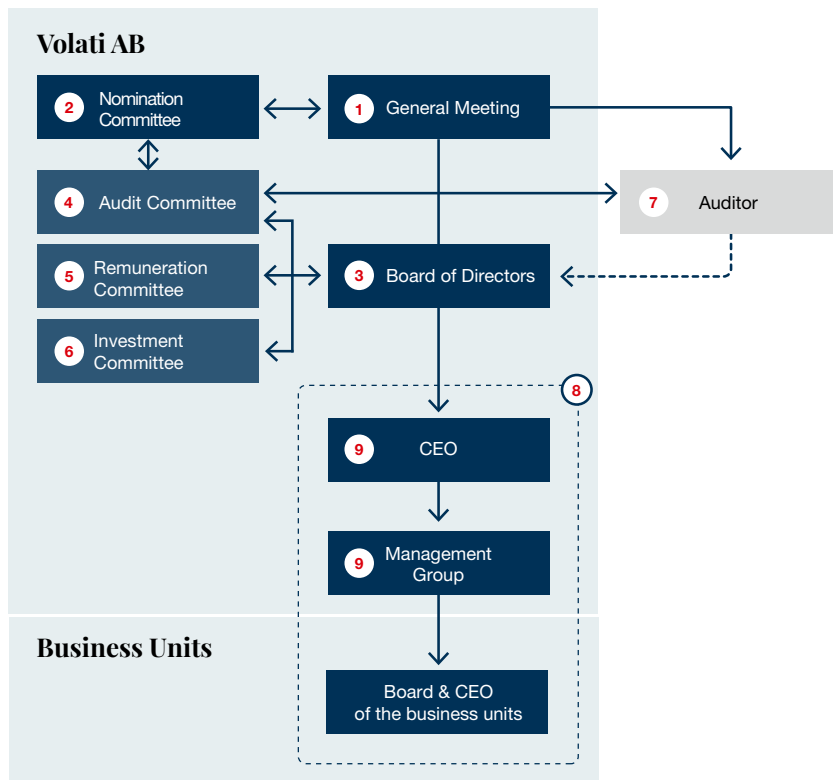 Volati AB
2
Nomination
Committee
1
General Meeting
4
Audit Committee
7
Auditor
5
Remuneration
Committee
3
Board of Directors
6
Investment
Committee
8
9
CEO
9
Management
Group
Business Units
Board & CEO
of the business units